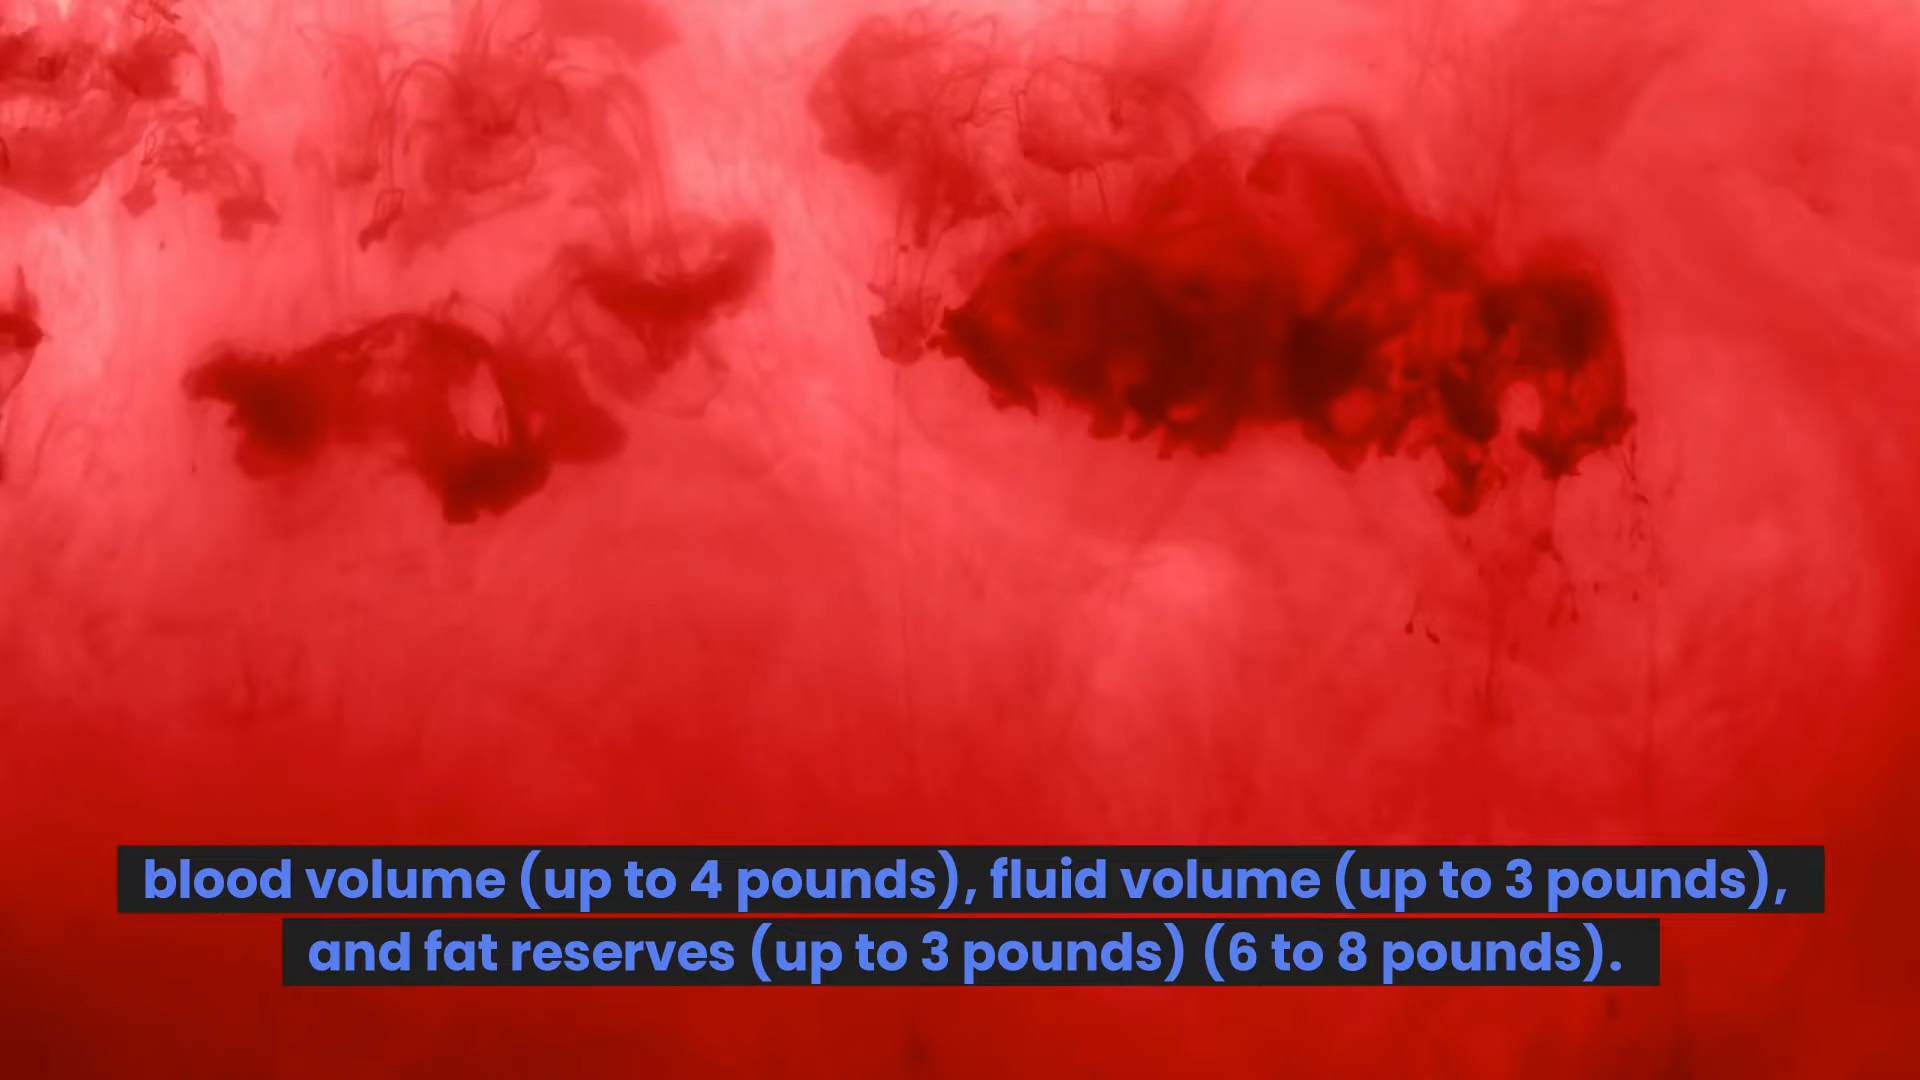 blood volume (up to 4 pounds), fluid volume (up to 3 pounds),
and fat reserves (up to 3 pounds) (6 to 8 pounds).